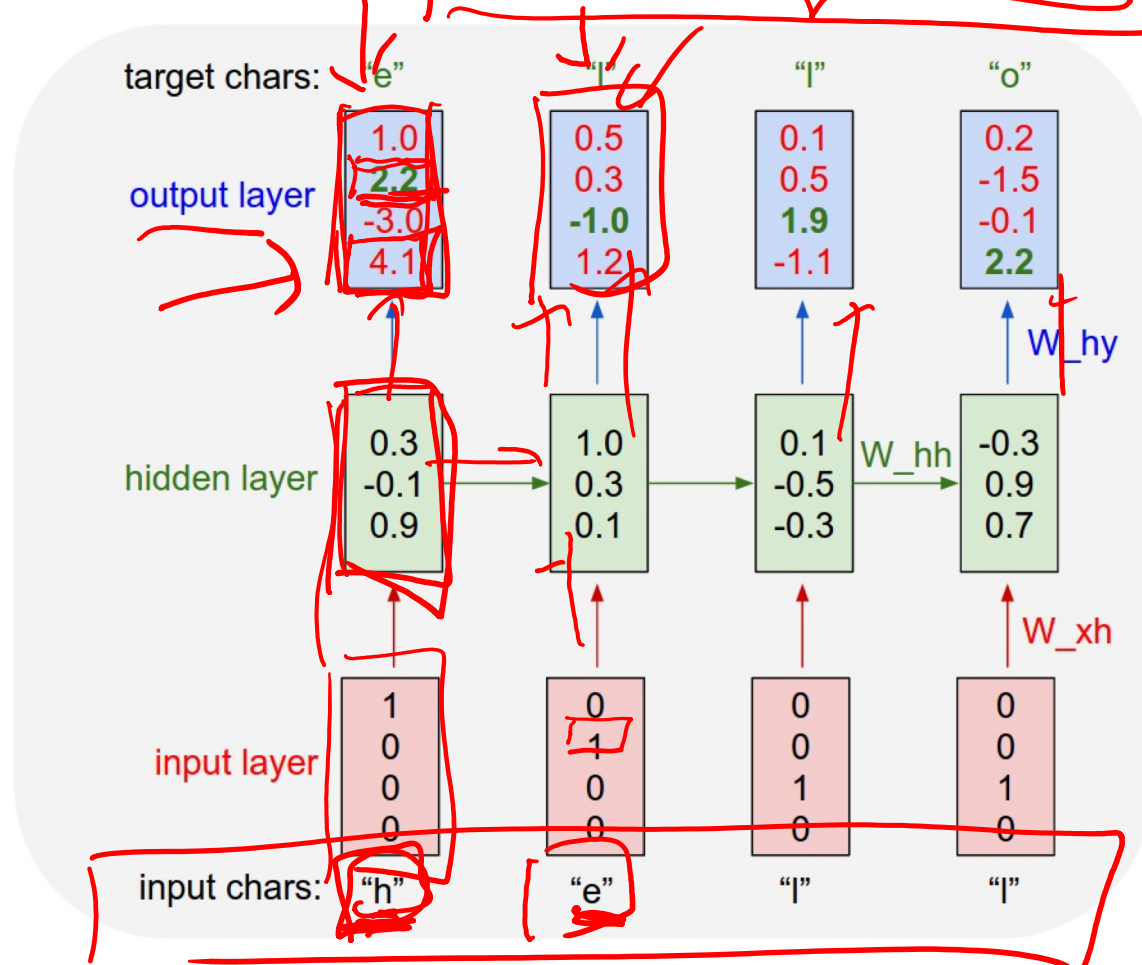 target chars: “e” “l” “l” “o”
1.0 0.5 0.1 0.2
output layer 2.2 0.3 0.5 -1.5
-3.0 -1.0 1.9 -0.1
4.1 1.2 -1.1 2.2
W_hy
0.3 1.0 0.1 W_hh -0.3
hidden layer -0.1 0.3 -0.5 0.9
0.9 0.1 -0.3 0.7
W_xh
1 0 0 0
input layer 0 1 0 0
0 0 1 1
0 0 0 0
input chars: “h” “e” “l” “l”